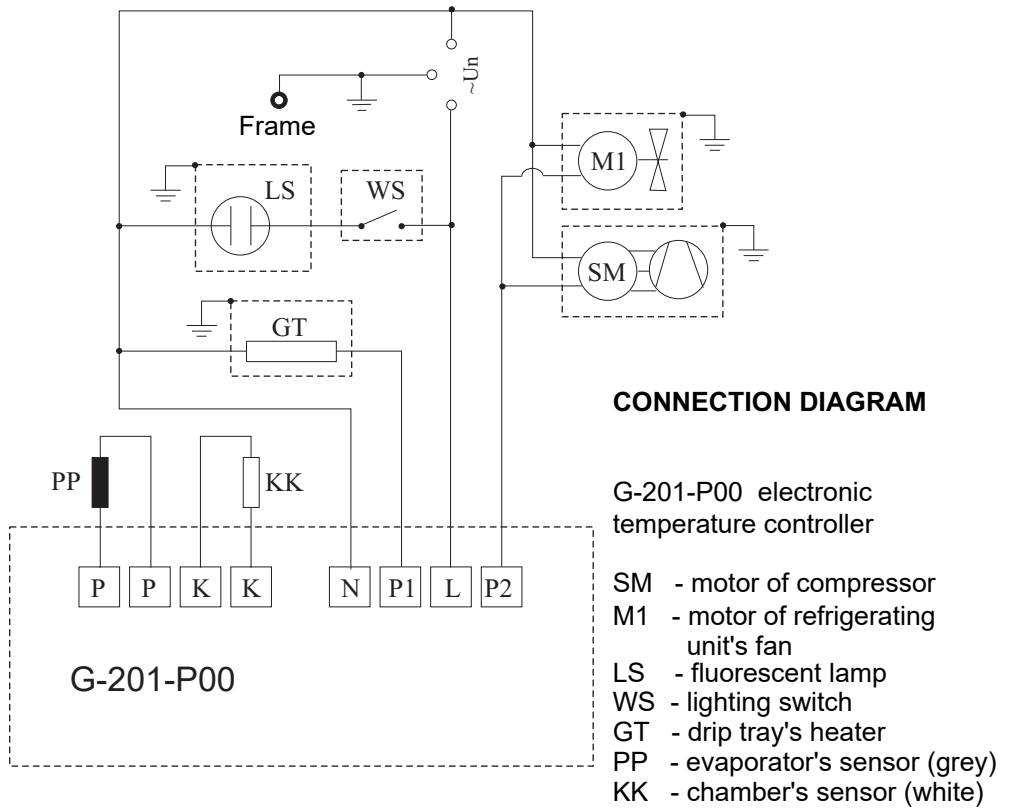 ~Un
Frame
M1
LS
WS
SM
GT
CONNECTION DIAGRAM
PP
KK
G-201-P00 electronic
temperature controller
P P K K N P1 L P2
G-201-P00
SM - motor of compressor
M1 - motor of refrigerating
unit's fan
LS - fluorescent lamp
WS - lighting switch
GT - drip tray's heater
PP - evaporator's sensor (grey)
KK - chamber's sensor (white)